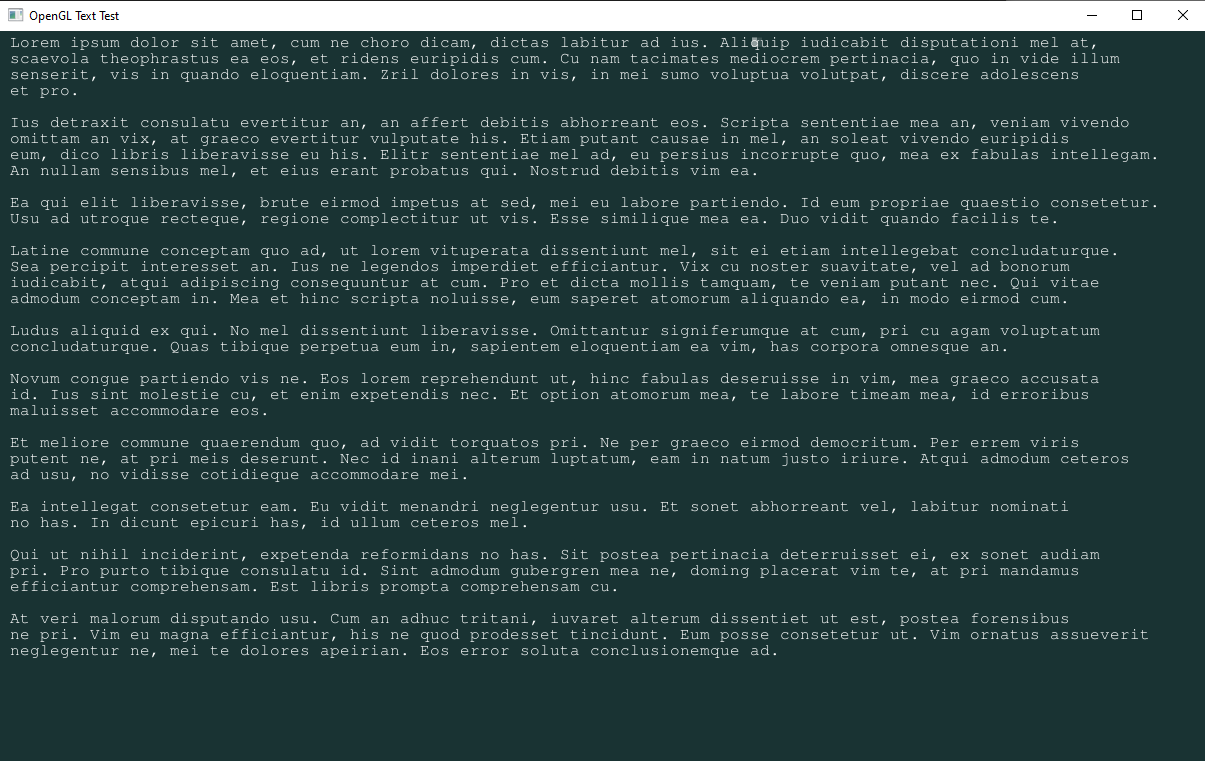 OpenGL Text Test
Lorem ipsum dolor sit amet, cum ne choro dicam, dictas labitur ad ius. Aliquip iudicabit disputationi mel at,
scaevola theophrastus ea eos, et ridens euripidis cum. Cu nam tacimates mediocrem pertinacia, quo in vide illum
senserit, vis in quando eloquentiam. Zril dolores in vis, in mei sumo voluptua volutpat, discere adolescens
et pro.
Ius detraxit consulatu evertitur an, an affert debitis abhorreant eos. Scripta sententiae mea an, veniam vivendo
omittam an vix, at graeco evertitur vulputate his. Etiam putant causae in mel, an soleat vivendo euripidis
eum, dico libris liberavisse eu his. Elitr sententiae mel ad, eu persius incorrupte quo, mea ex fabulas intellegam.
An nullam sensibus mel, et eius erant probatus qui. Nostrud debitis vim ea.
Ea qui elit liberavisse, brute eirmod impetus at sed, mei eu labore partiendo. Id eum propriae quaestio consetetur.
Usu ad utroque recteque, regione complectitur ut vis. Esse similique mea ea. Duo vidit quando facilis te.
Latine commune conceptam quo ad, ut lorem vituperata dissentiunt mel, sit ei etiam intellegebat concludaturque.
Sea percipit interesset an. Ius ne legendos imperdiet efficiantur. Vix cu noster suavitate, vel ad bonorum
iudicabit, atqui adipiscing consequuntur at cum. Pro et dicta mollis tamquam, te veniam putant nec. Qui vitae
admodum conceptam in. Mea et hinc scripta noluisse, eum saperet atomorum aliquando ea, in modo eirmod cum.
Ludus aliquid ex qui. No mel dissentiunt liberavisse. Omittantur signiferumque at cum, pri cu agam voluptatum
concludaturque. Quas tibique perpetua eum in, sapientem eloquentiam ea vim, has corpora omnesque an.
Novum congue partiendo vis ne. Eos lorem reprehendunt ut, hinc fabulas deseruisse in vim, mea graeco accusata
id. Ius sint molestie cu, et enim expetendis nec. Et option atomorum mea, te labore timeam mea, id erroribus
maluisset accommodare eos.
Et meliore commune quaerendum quo, ad vidit torquatos pri. Ne per graeco eirmod democritum. Per errem viris
putent ne, at pri meis deserunt. Nec id inani alterum luptatum, eam in natum justo iriure. Atqui admodum ceteros
ad usu, no vidisse cotidieque accommodare mei.
Ea intellegat consetetur eam. Eu vidit menandri neglegentur usu. Et sonet abhorreant vel, labitur nominati
no has. In dicunt epicuri has, id ullum ceteros mel.
Qui ut nihil inciderint, expetenda reformidans no has. Sit postea pertinacia deterruisset ei, ex sonet audiam
pri. Pro purto tibique consulatu id. Sint admodum gubergren mea ne, doming placerat vim te, at pri mandamus
efficiantur comprehensam. Est libris prompta comprehensam cu.
At veri malorum disputando usu. Cum an adhuc tritani, iuvaret alterum dissentiet ut est, postea forensibus
ne pri. Vim eu magna efficiantur, his ne quod prodesset tincidunt. Eum posse consetetur ut. Vim ornatus assueverit
neglegentur ne, mei te dolores apeirian. Eos error soluta conclusionemque ad.